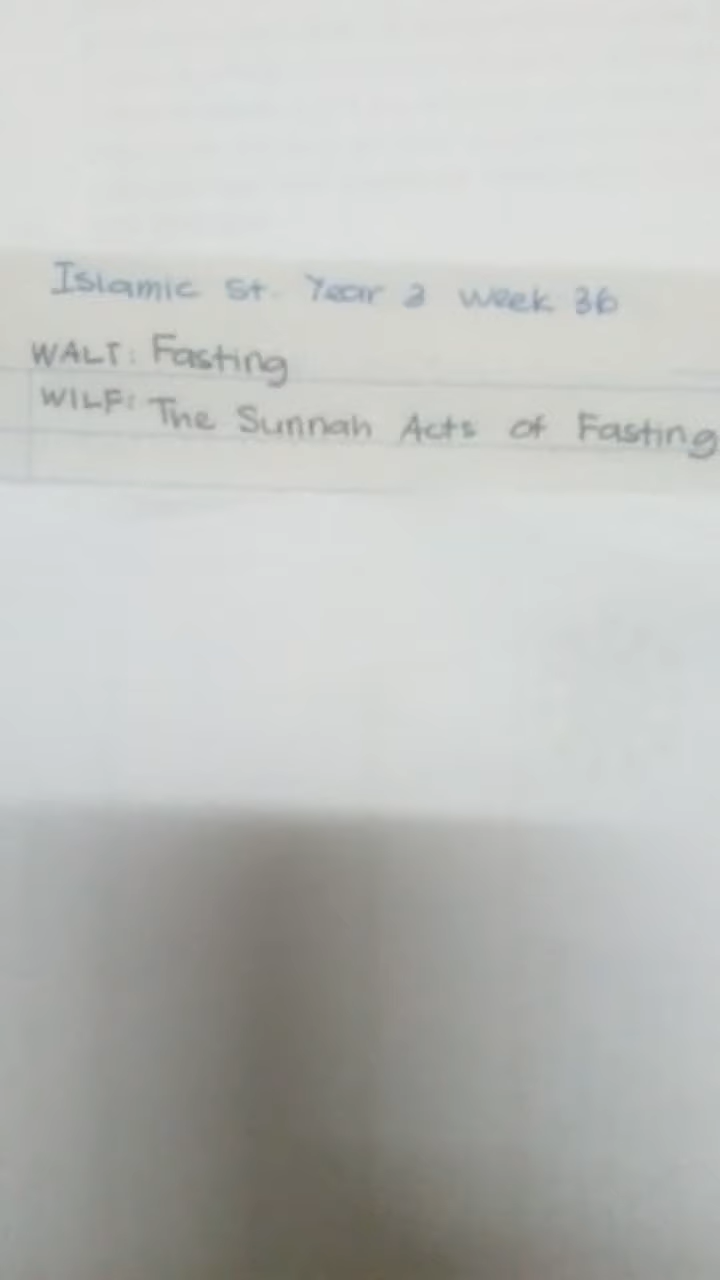 Islamic St. Year 2 Week 36
WALT: Fasting
WILF: The Sunnah Acts of Fasting